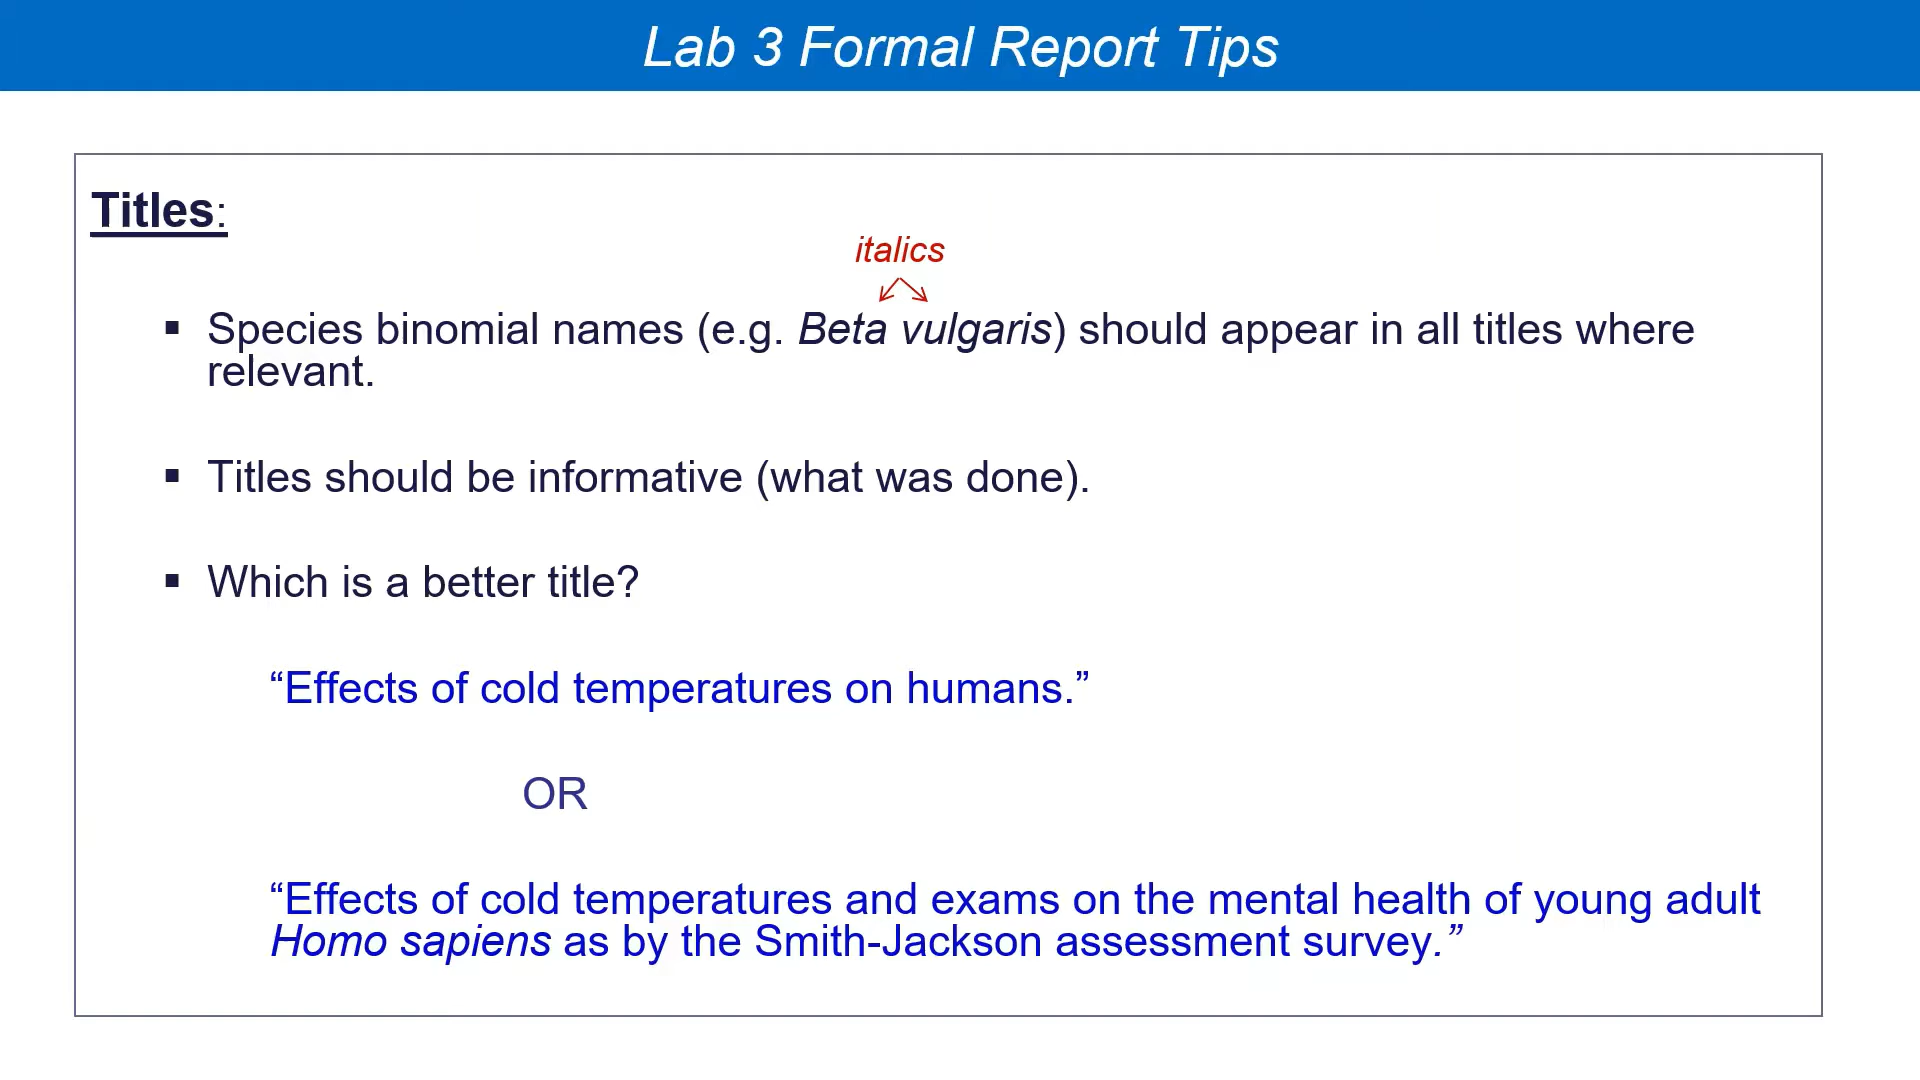 Lab 3 Formal Report Tips
Titles:
italics
▪ Species binomial names (e.g. Beta vulgaris) should appear in all titles where
relevant.
▪ Titles should be informative (what was done).
▪ Which is a better title?
“Effects of cold temperatures on humans.”
OR
“Effects of cold temperatures and exams on the mental health of young adult
Homo sapiens as by the Smith-Jackson assessment survey.”